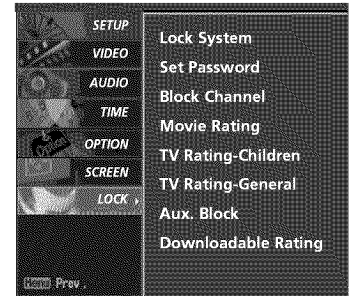 SETUP
VIDEO
AUDIO
TIME
OPTION
SCREEN
LOCK
Lock System
Set Password
Block Channel
Movie Rating
TV Rating-Children
TV Rating-General
Aux. Block
Downloadable Rating
Menu Prev.